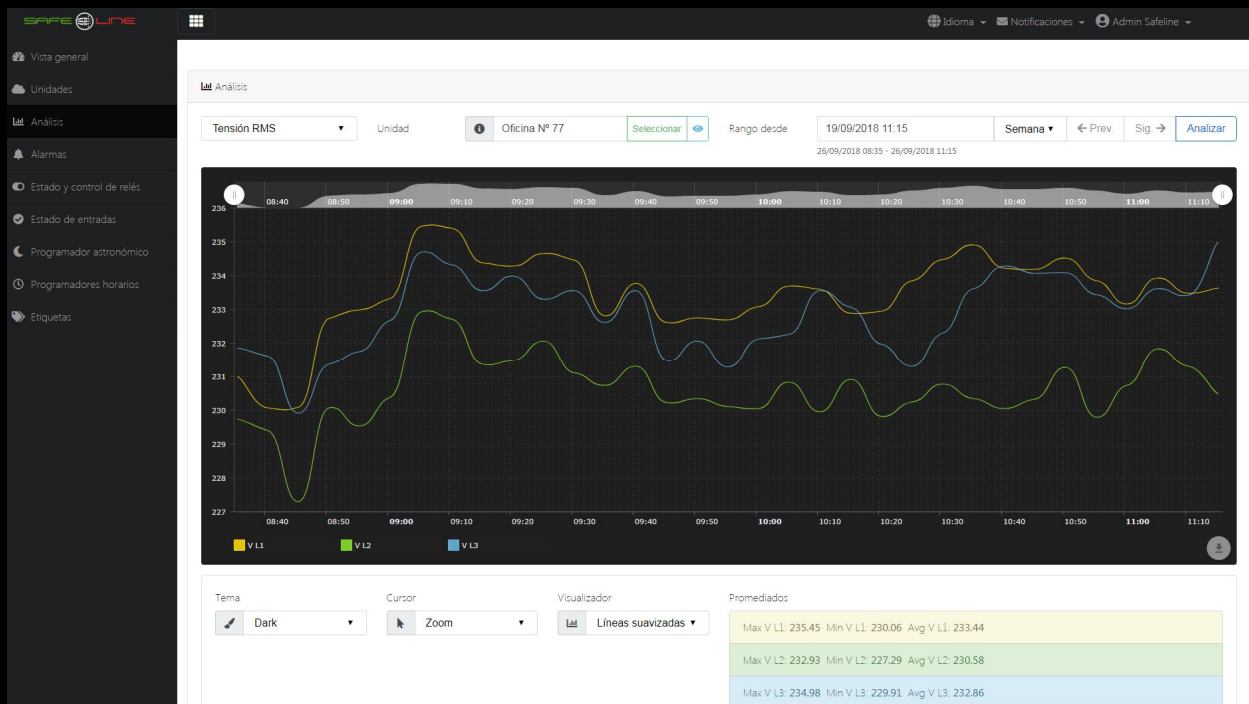 SAFE LINE
Idioma Notificaciones Admin Safeline
Vista general
Unidades
Análisis
Alarmas
Estado y control de relés
Estado de entradas
Programador astronómico
Programadores horarios
Etiquetas
Análisis
Tensión RMS Unidad Oficina Nº 77 Seleccionar Rango desde 19/09/2018 11:15 Semana Prev. Sig. Analizar
26/09/2018 08:35 - 26/09/2018 11:15
08:40 08:50 09:00 09:10 09:20 09:30 09:40 09:50 10:00 10:10 10:20 10:30 10:40 10:50 11:00 11:10
236
235
234
233
232
231
230
229
228
227
08:40 08:50 09:00 09:10 09:20 09:30 09:40 09:50 10:00 10:10 10:20 10:30 10:40 10:50 11:00 11:10
V L1 V L2 V L3
Tema Cursor Visualizador Promediados
Dark Zoom Líneas suavizadas
Max V L1: 235.45 Min V L1: 230.06 Avg V L1: 233.44
Max V L2: 232.93 Min V L2: 227.29 Avg V L2: 230.58
Max V L3: 234.98 Min V L3: 229.91 Avg V L3: 232.86